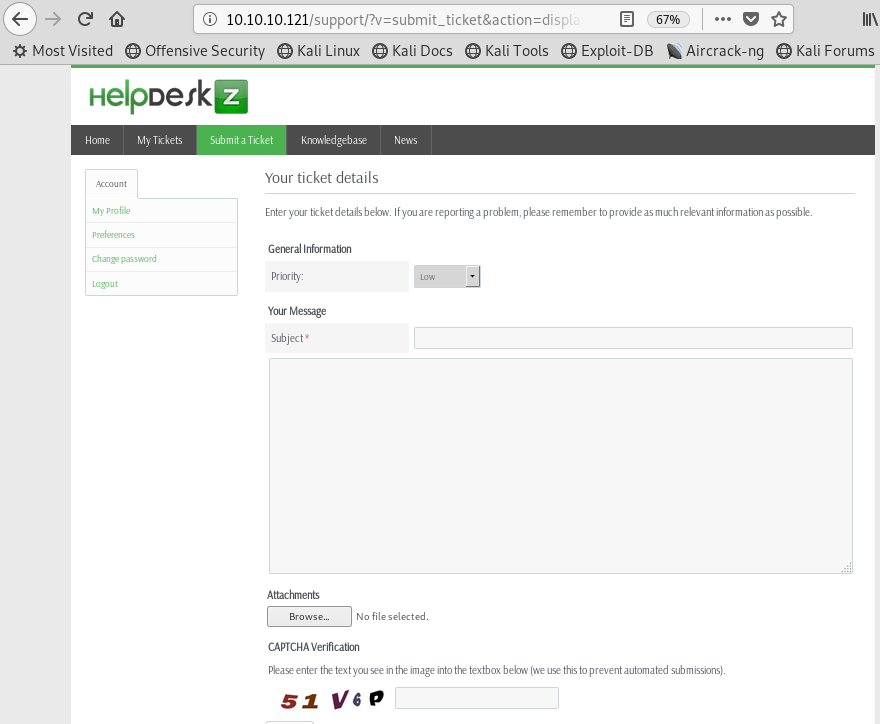 10.10.10.121/support/?v=submit_ticket&action=displa
67%
Most Visited Offensive Security Kali Linux Kali Docs Kali Tools Exploit-DB Aircrack-ng Kali Forums
HelpDesk Z
Home My Tickets Submit a Ticket Knowledgebase News
Account
My Profile
Preferences
Change password
Logout
Your ticket details
Enter your ticket details below. If you are reporting a problem, please remember to provide as much relevant information as possible.
General Information
Priority: Low
Your Message
Subject *
Attachments
Browse... No file selected.
CAPTCHA Verification
Please enter the text you see in the image into the textbox below (we use this to prevent automated submissions).
51V6P